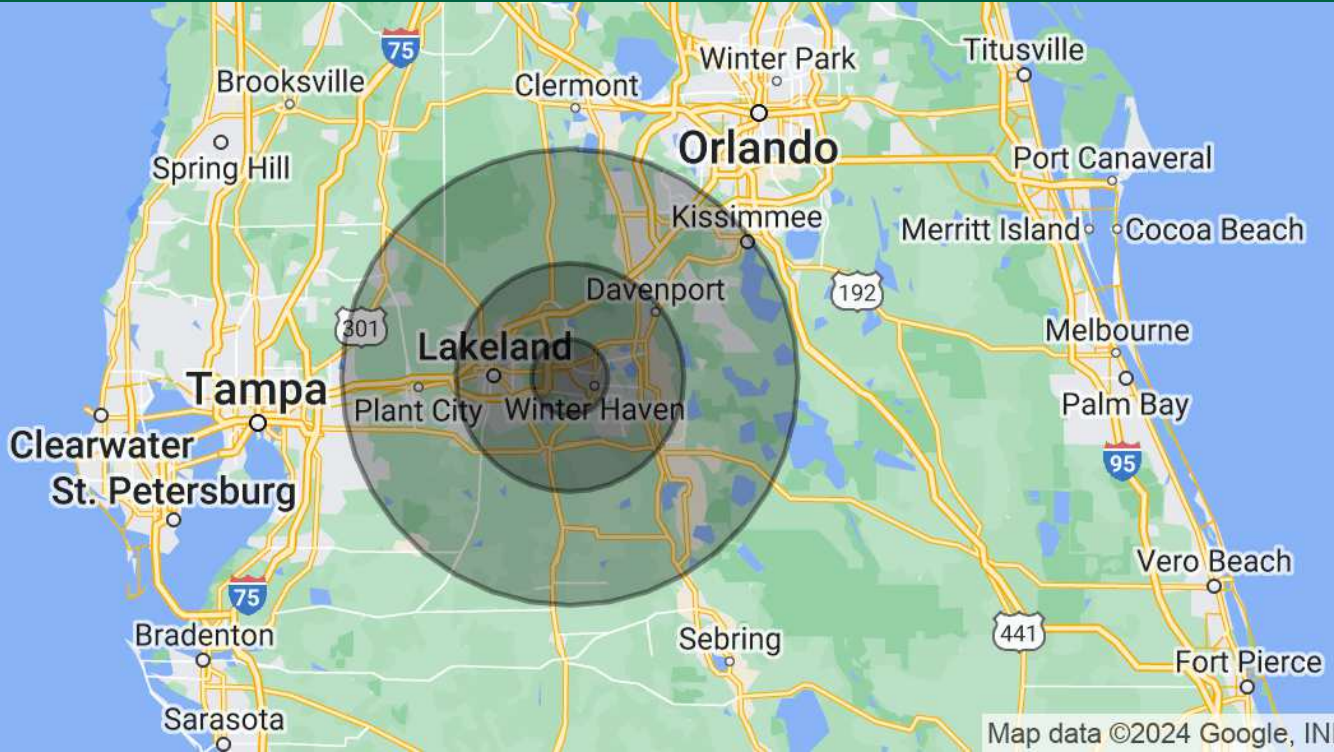 75
Titusville
Winter Park
Brooksville
Clermont
Orlando
Spring Hill
Port Canaveral
Kissimmee
Merritt Island
Cocoa Beach
Davenport
192
301
Melbourne
Lakeland
Tampa
Plant City
Winter Haven
Palm Bay
Clearwater
95
St. Petersburg
Vero Beach
75
Bradenton
441
Sebring
Fort Pierce
Sarasota
Map data ©2024 Google, INE